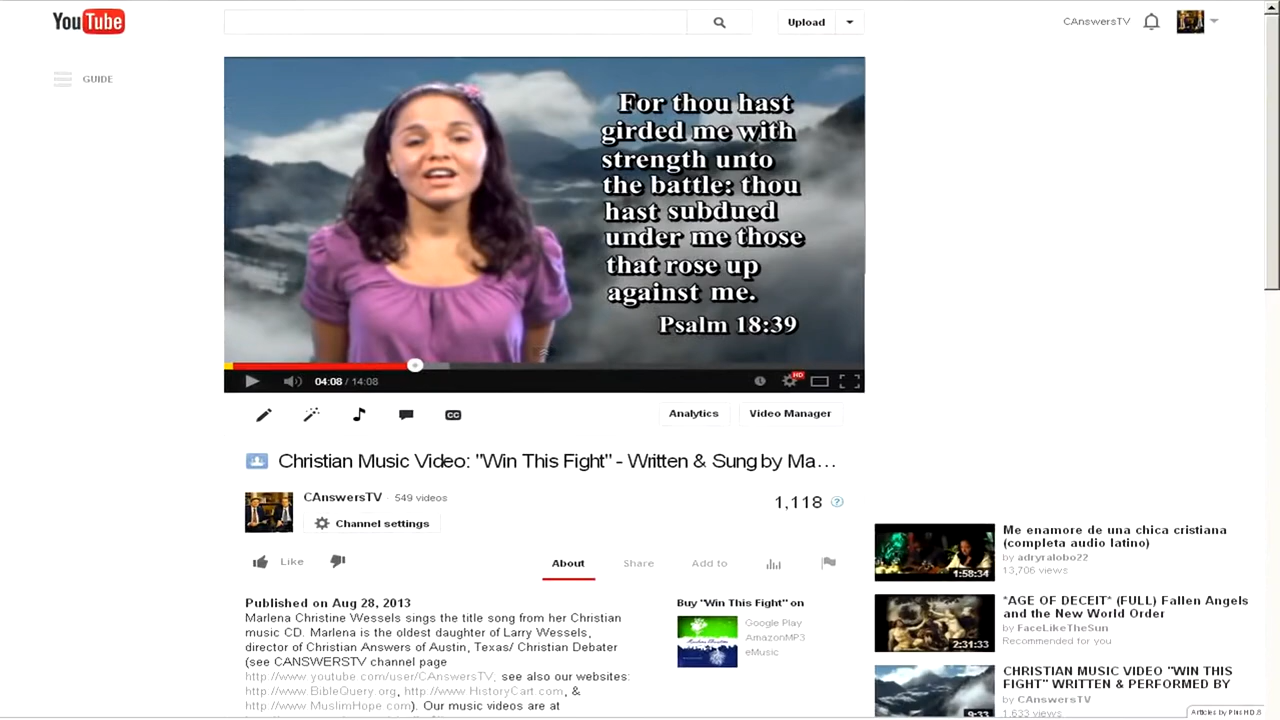 YouTube
Upload
CAnswersTV
GUIDE
For thou hast
girded me with
strength unto
the battle: thou
hast subdued
under me those
that rose up
against me.
Psalm 18:39
HD
04:08 / 14:08
CC
Analytics
Video Manager
Christian Music Video: "Win This Fight" - Written & Sung by Ma...
CAnswersTV · 549 videos
1,118
Channel settings
Like
About
Share
Add to
Published on Aug 28, 2013
Marlena Christine Wessels sings the title song from her Christian
music CD. Marlena is the oldest daughter of Larry Wessels,
director of Christian Answers of Austin, Texas/ Christian Debater
(see CANSWERSTV channel page
http://www.youtube.com/user/CAnswersTV, see also our websites:
http://www.BibleQuery.org, http://www.HistoryCart.com, &
http://www.MuslimHope.com). Our music videos are at
Buy "Win This Fight" on
Google Play
AmazonMP3
eMusic
Me enamore de una chica cristiana
(completa audio latino)
by adryralobo22
13,706 views
1:58:34
*AGE OF DECEIT* (FULL) Fallen Angels
and the New World Order
by FaceLikeTheSun
Recommended for you
2:31:33
CHRISTIAN MUSIC VIDEO "WIN THIS
FIGHT" WRITTEN & PERFORMED BY
by CAnswersTV
1,633 views
9:33
Articles by Plus HD.8